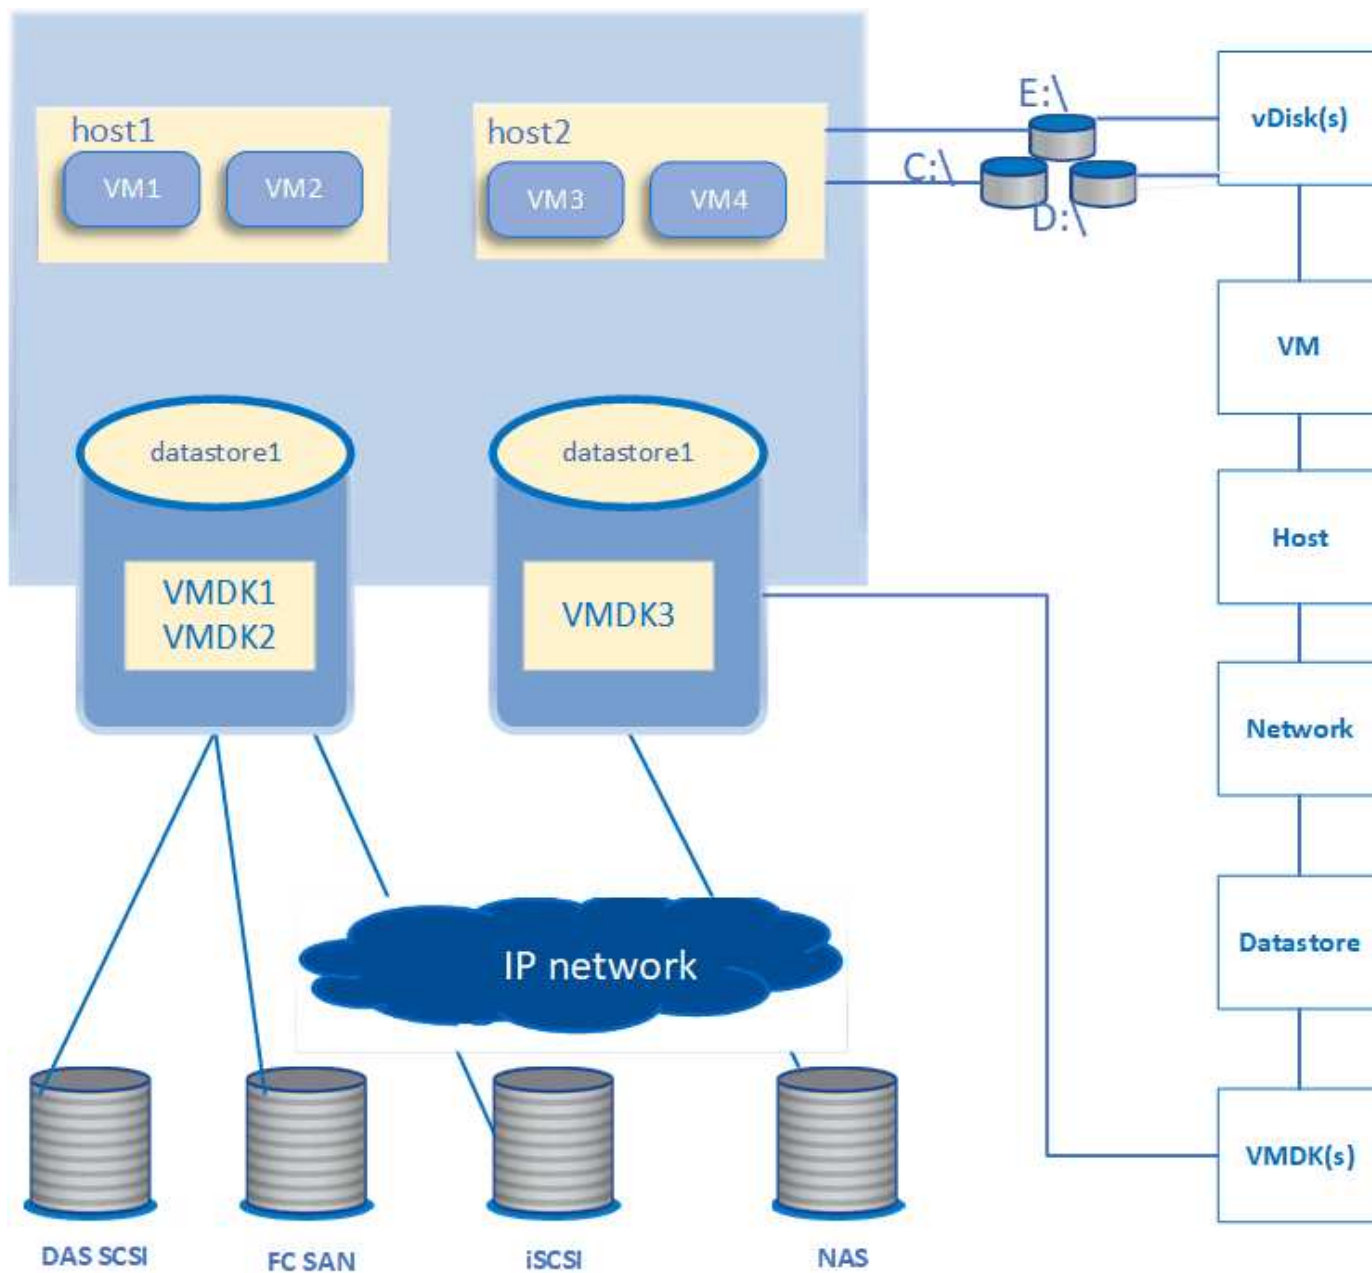 host1
VM1
VM2
host2
VM3
VM4
E:\
C:\
D:\
vDisk(s)
VM
Host
Network
Datastore
VMDK(s)
datastore1
VMDK1
VMDK2
datastore1
VMDK3
IP network
DAS SCSI
FC SAN
iSCSI
NAS